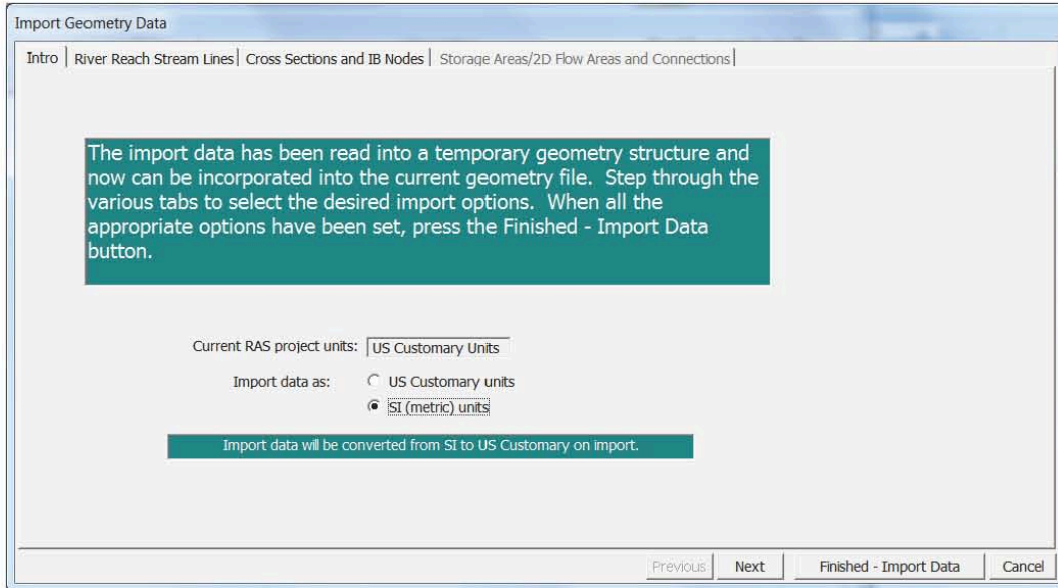 Import Geometry Data
Intro River Reach Stream Lines Cross Sections and IB Nodes Storage Areas/2D Flow Areas and Connections
The import data has been read into a temporary geometry structure and
now can be incorporated into the current geometry file. Step through the
various tabs to select the desired import options. When all the
appropriate options have been set, press the Finished - Import Data
button.
Current RAS project units: US Customary Units
Import data as: US Customary units
SI (metric) units
Import data will be converted from SI to US Customary on import.
Previous Next Finished - Import Data Cancel